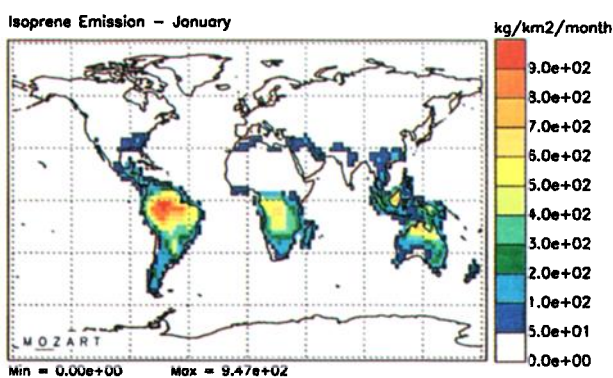 Isoprene Emission – January
kg/km2/month
9.0e+02
8.0e+02
7.0e+02
6.0e+02
5.0e+02
4.0e+02
3.0e+02
2.0e+02
1.0e+02
5.0e+01
0.0e+00
MOZART
Min = 0.00e+00 Max = 9.47e+02